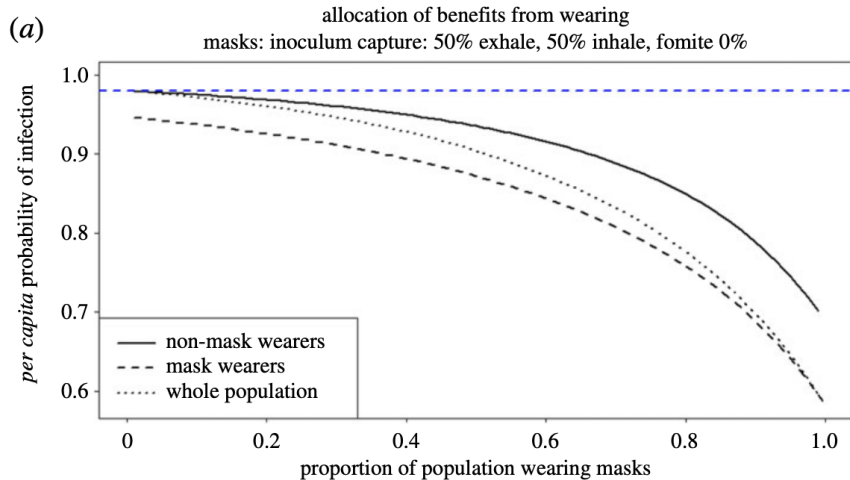 (a)
allocation of benefits from wearing
masks: inoculum capture: 50% exhale, 50% inhale, fomite 0%
per capita probability of infection
1.0
0.9
0.8
0.7
0.6
non-mask wearers
mask wearers
whole population
0 0.2 0.4 0.6 0.8 1.0
proportion of population wearing masks